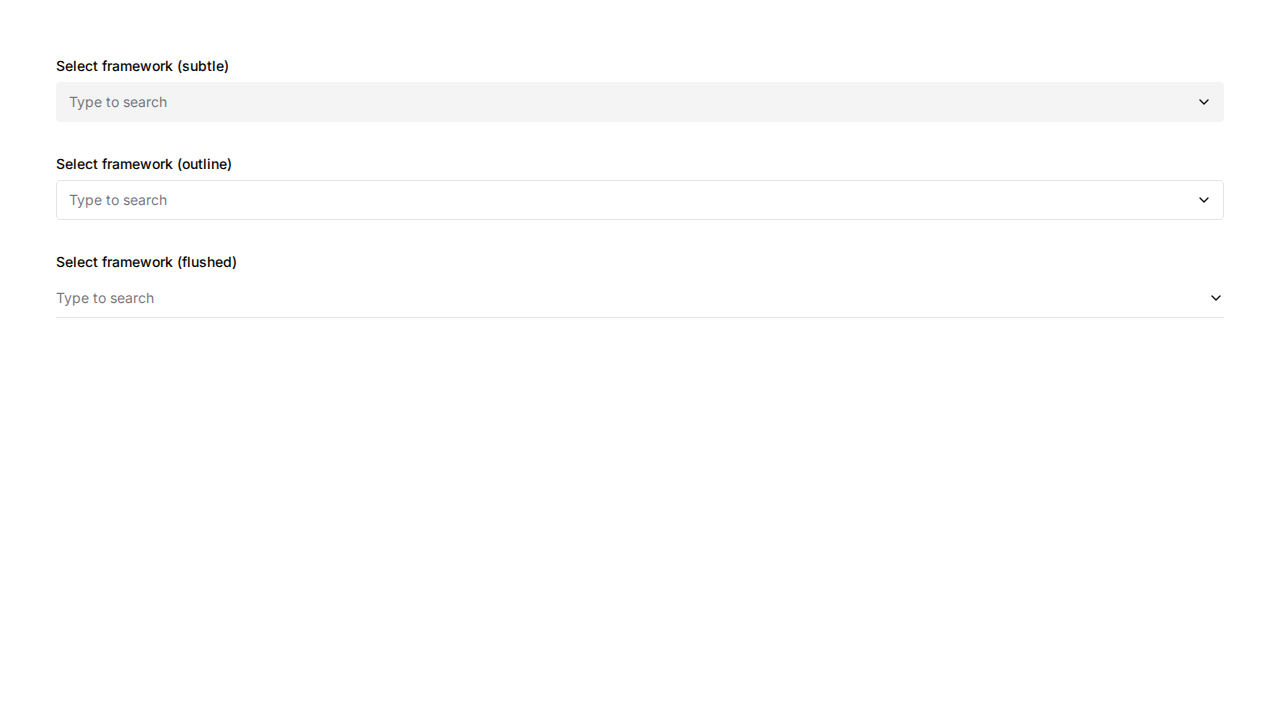 Select framework (subtle)
Type to search
Select framework (outline)
Type to search
Select framework (flushed)
Type to search